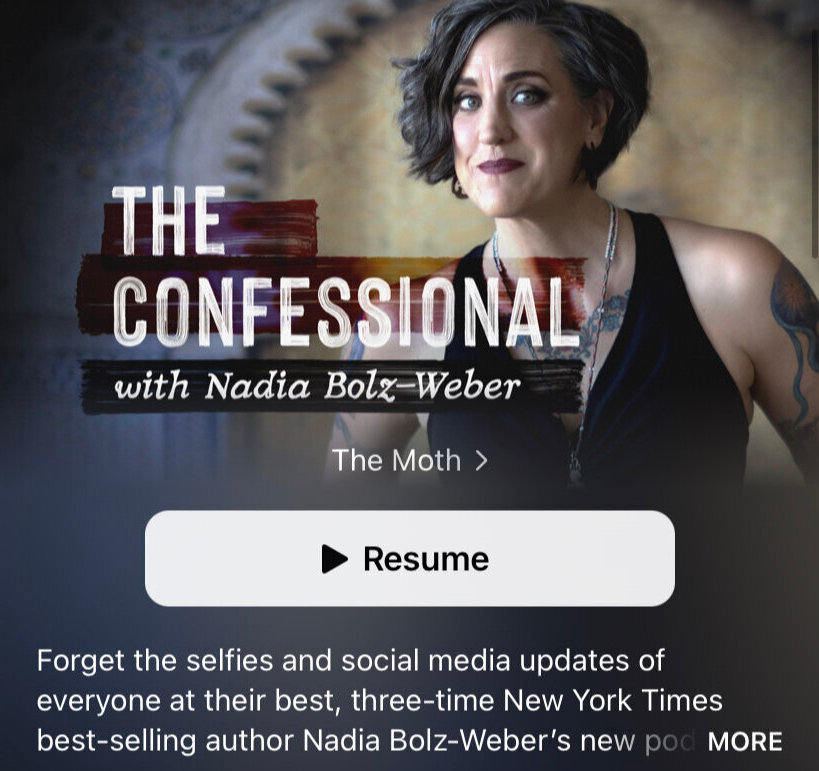 THE
CONFESSIONAL
with Nadia Bolz-Weber
The Moth >
Resume
Forget the selfies and social media updates of
everyone at their best, three-time New York Times
best-selling author Nadia Bolz-Weber’s new pod MORE